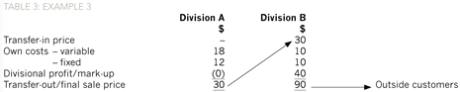 TABLE 3: EXAMPLE 3
Division A Division B
$ $
Transfer-in price – 30
Own costs – variable 18 10
– fixed 12 10
Divisional profit/mark-up (0) 40
Transfer-out/final sale price 30 90 Outside customers